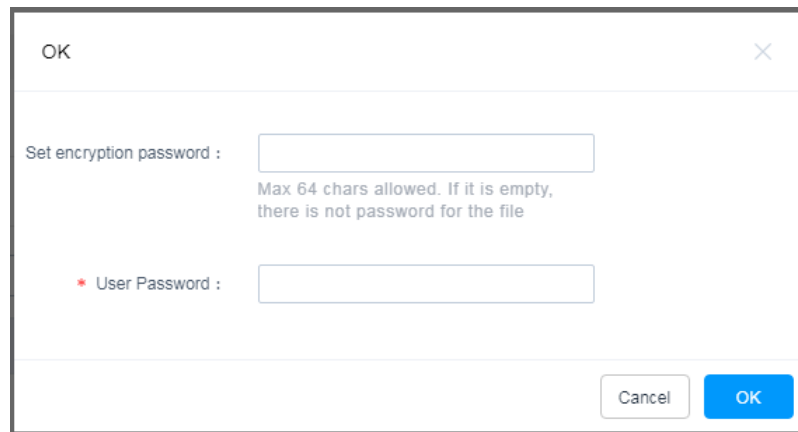 OK
Set encryption password :
Max 64 chars allowed. If it is empty,
there is not password for the file
* User Password :
Cancel OK